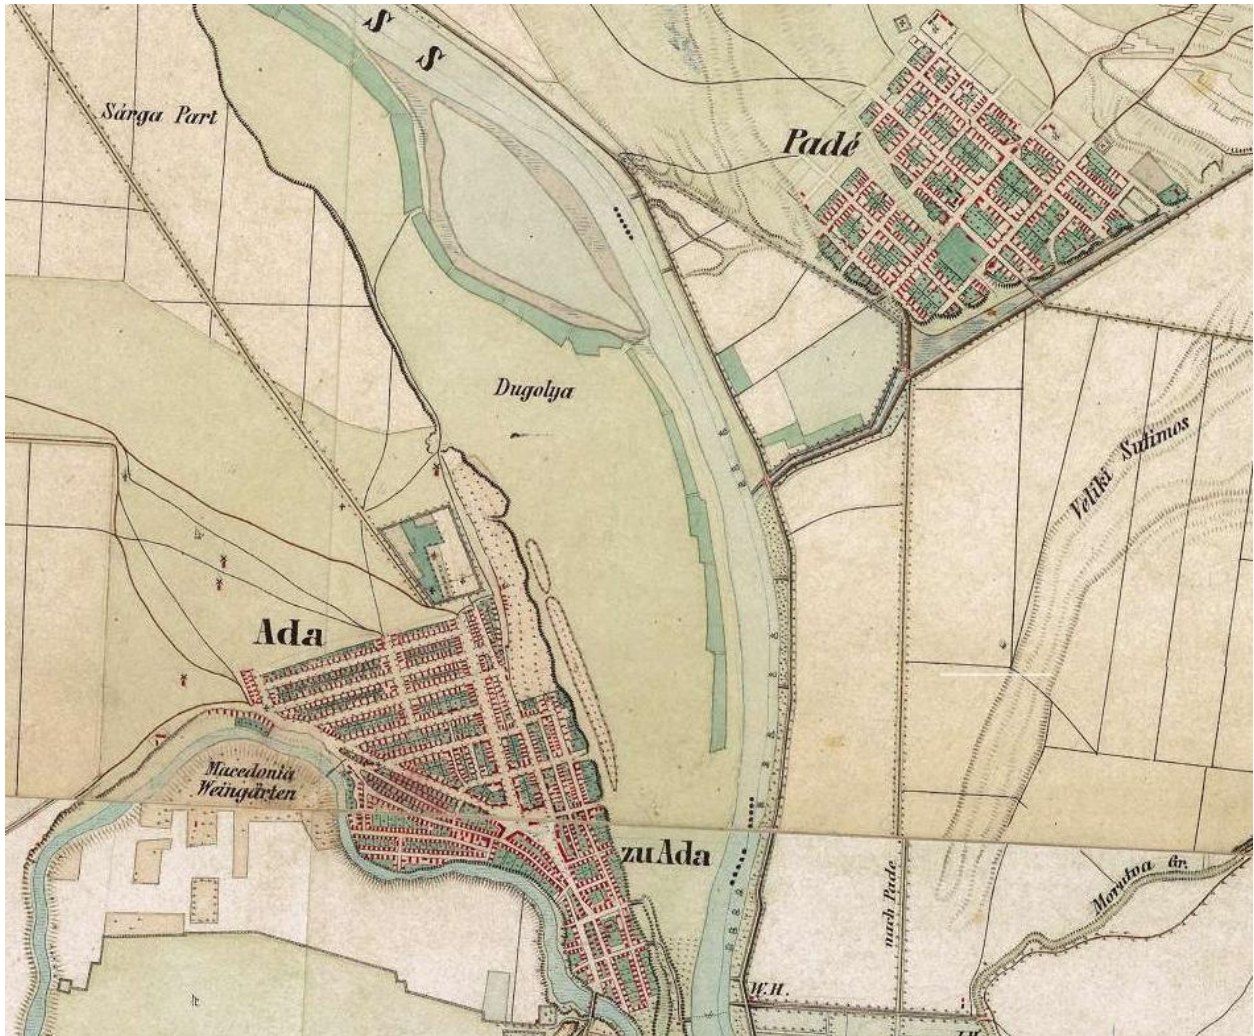 S
S
Sárga Part
Padé
Dugolya
Veliki Sulimos
Ada
Macedonia
Weingärten
zu Ada
nach Pade
Morutva Gr.
W.H.